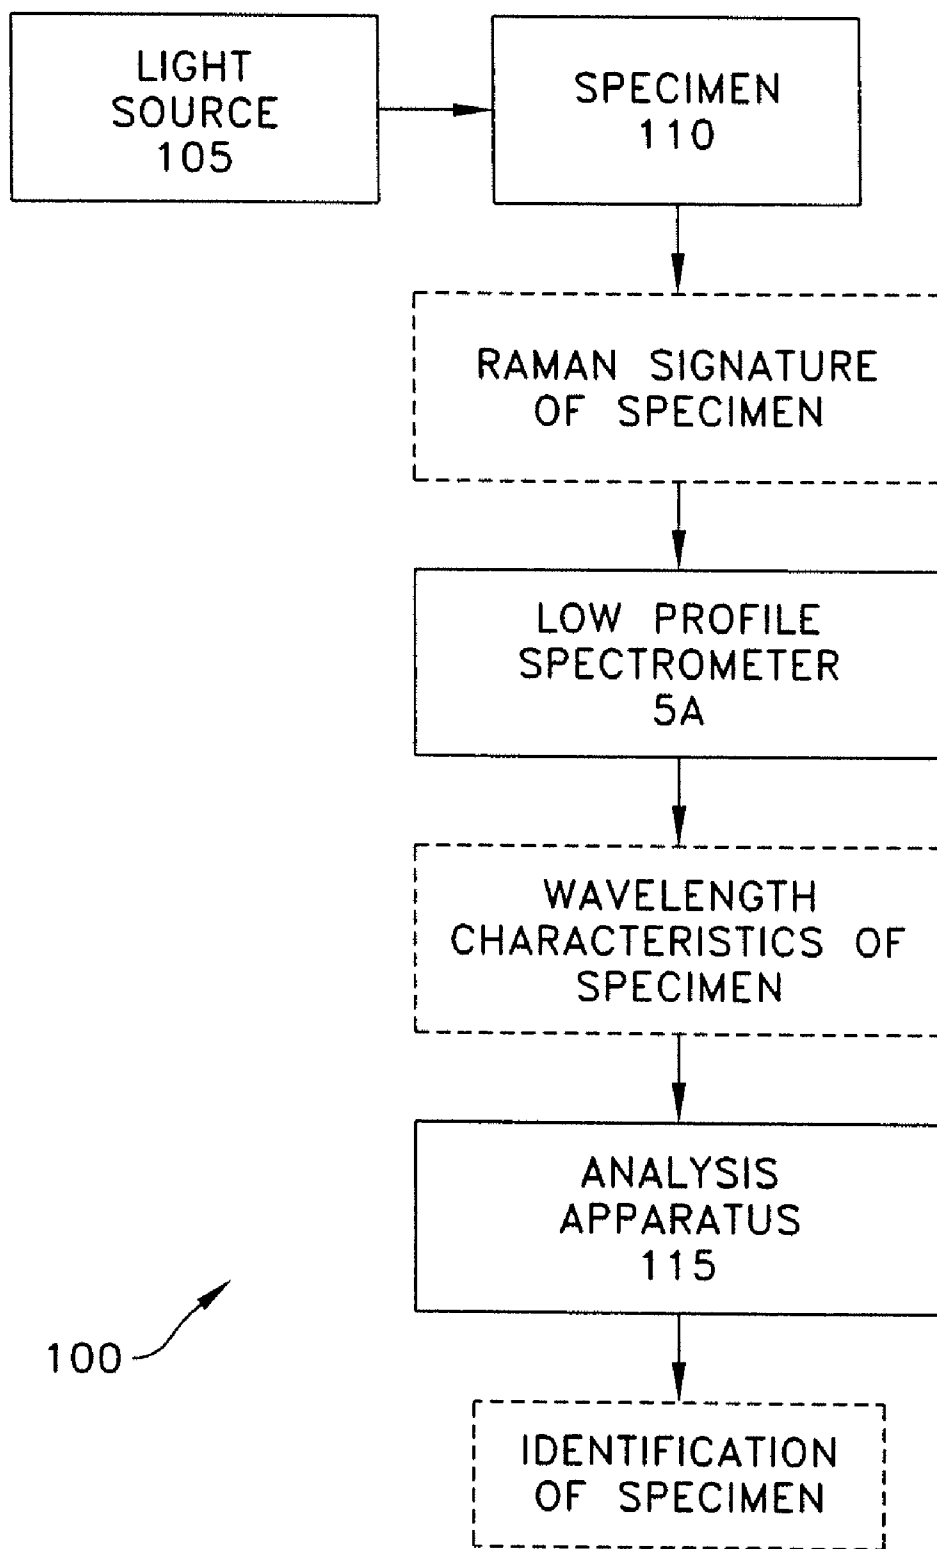 LIGHT
SOURCE
105
SPECIMEN
110
RAMAN SIGNATURE
OF SPECIMEN
LOW PROFILE
SPECTROMETER
5A
WAVELENGTH
CHARACTERISTICS OF
SPECIMEN
ANALYSIS
APPARATUS
115
100
IDENTIFICATION
OF SPECIMEN